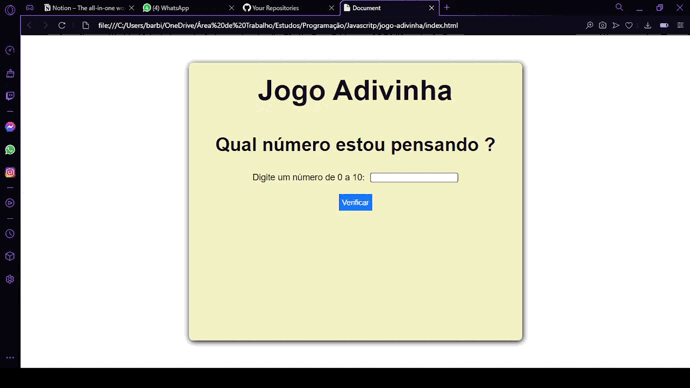 Notion – The all-in-one wo
(4) WhatsApp
Your Repositories
Document
file:///C:/Users/barbi/OneDrive/Área%20de%20Trabalho/Estudos/Programação/Javascritp/jogo-adivinha/index.html
Jogo Adivinha
Qual número estou pensando ?
Digite um número de 0 a 10:
Verificar